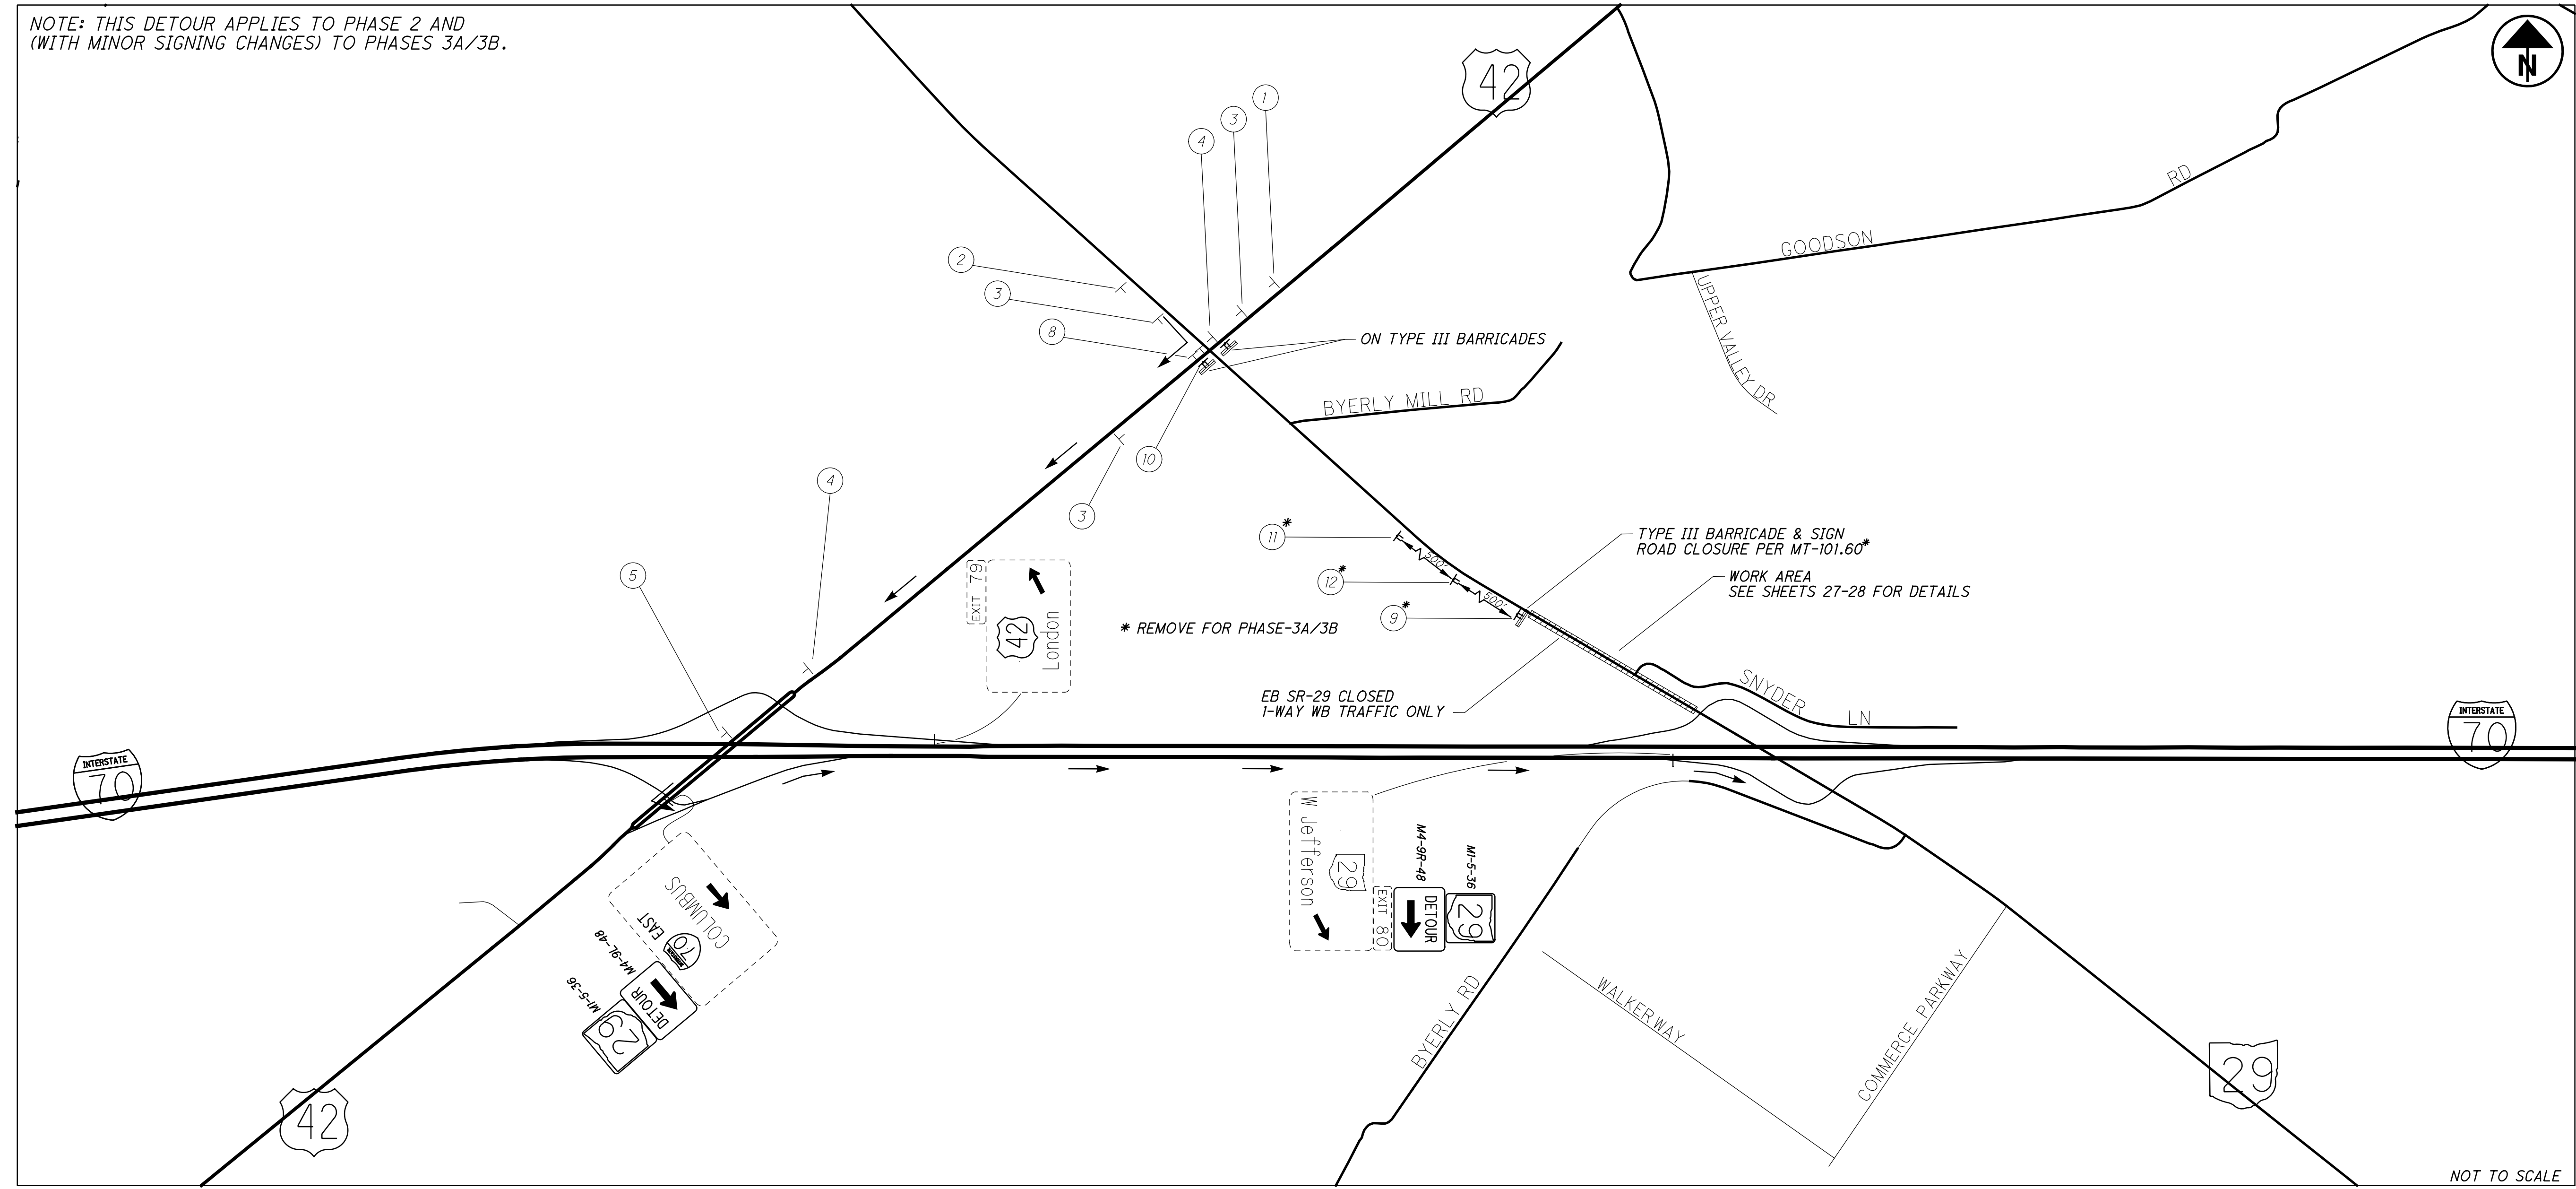 NOTE: THIS DETOUR APPLIES TO PHASE 2 AND
(WITH MINOR SIGNING CHANGES) TO PHASES 3A/3B.
N
42
1
3
4
RD
GOODSON
UPPER VALLEY DR
2
3
8
ON TYPE III BARRICADES
BYERLY MILL RD
10
3
4
5
11*
12*
9*
500'
500'
TYPE III BARRICADE & SIGN
ROAD CLOSURE PER MT-101.60*
WORK AREA
SEE SHEETS 27-28 FOR DETAILS
EXIT 79
42
London
* REMOVE FOR PHASE-3A/3B
EB SR-29 CLOSED
1-WAY WB TRAFFIC ONLY
SNYDER
LN
INTERSTATE
70
INTERSTATE
70
W Jefferson
29
EXIT 80
M4-9R-48
DETOUR
M1-5-36
29
COLUMBUS
EAST
70
M4-9L-48
DETOUR
M1-5-36
29
BYERLY RD
WALKER WAY
COMMERCE PARKWAY
42
29
NOT TO SCALE